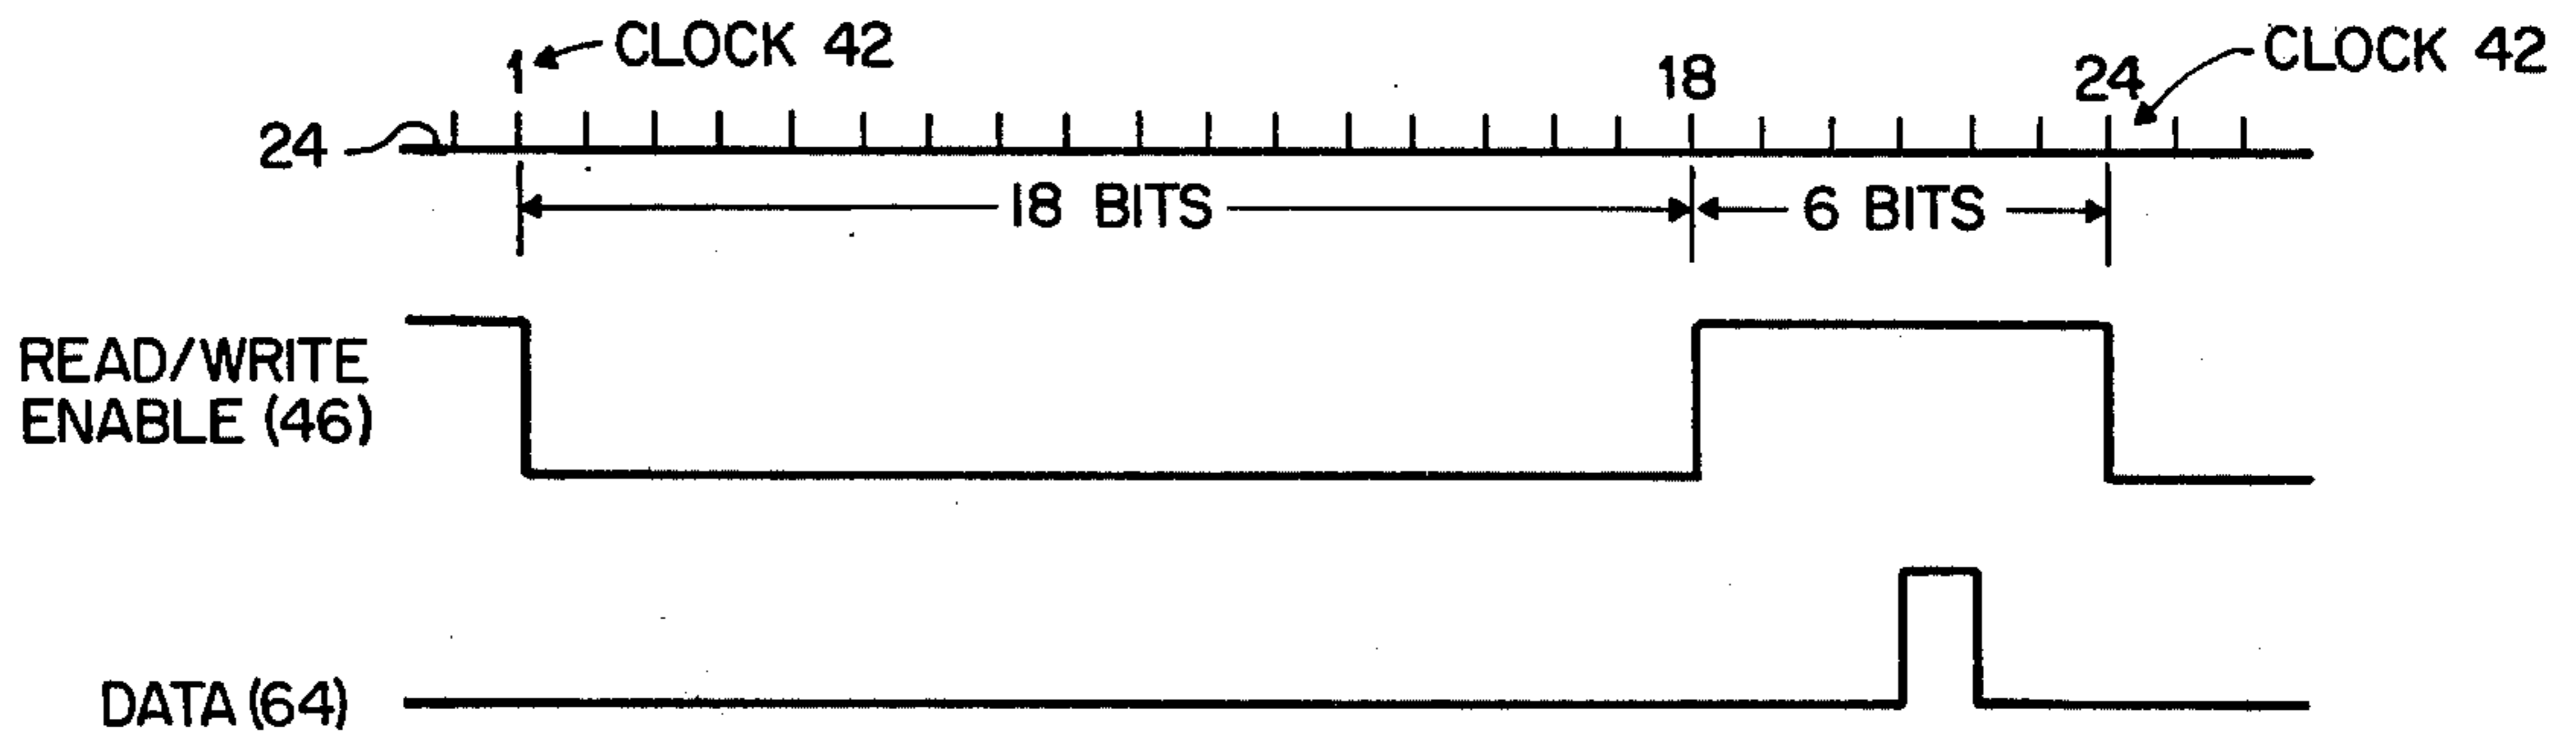 1 CLOCK 42
18
24 CLOCK 42
24
18 BITS
6 BITS
READ/WRITE
ENABLE (46)
DATA (64)